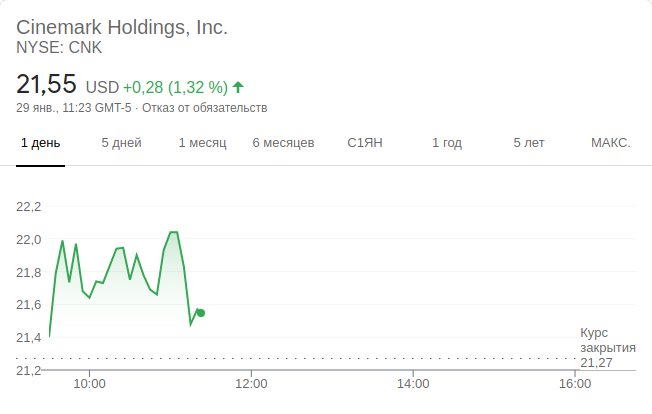 Cinemark Holdings, Inc.
NYSE: CNK
21,55 USD +0,28 (1,32 %)
29 янв., 11:23 GMT-5 · Отказ от обязательств
1 день 5 дней 1 месяц 6 месяцев С1ЯН 1 год 5 лет МАКС.
22,2
22,0
21,8
21,6
21,4
21,2
Курс
закрытия
21,27
10:00 12:00 14:00 16:00